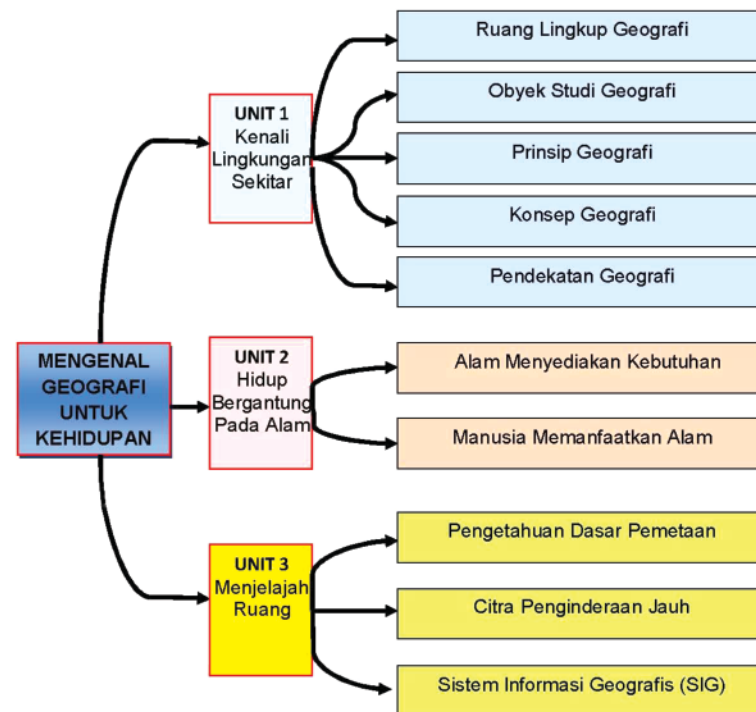 MENGENAL
GEOGRAFI
UNTUK
KEHIDUPAN
UNIT 1
Kenali
Lingkungan
Sekitar
Ruang Lingkup Geografi
Obyek Studi Geografi
Prinsip Geografi
Konsep Geografi
Pendekatan Geografi
UNIT 2
Hidup
Bergantung
Pada Alam
Alam Menyediakan Kebutuhan
Manusia Memanfaatkan Alam
UNIT 3
Menjelajah
Ruang
Pengetahuan Dasar Pemetaan
Citra Penginderaan Jauh
Sistem Informasi Geografis (SIG)